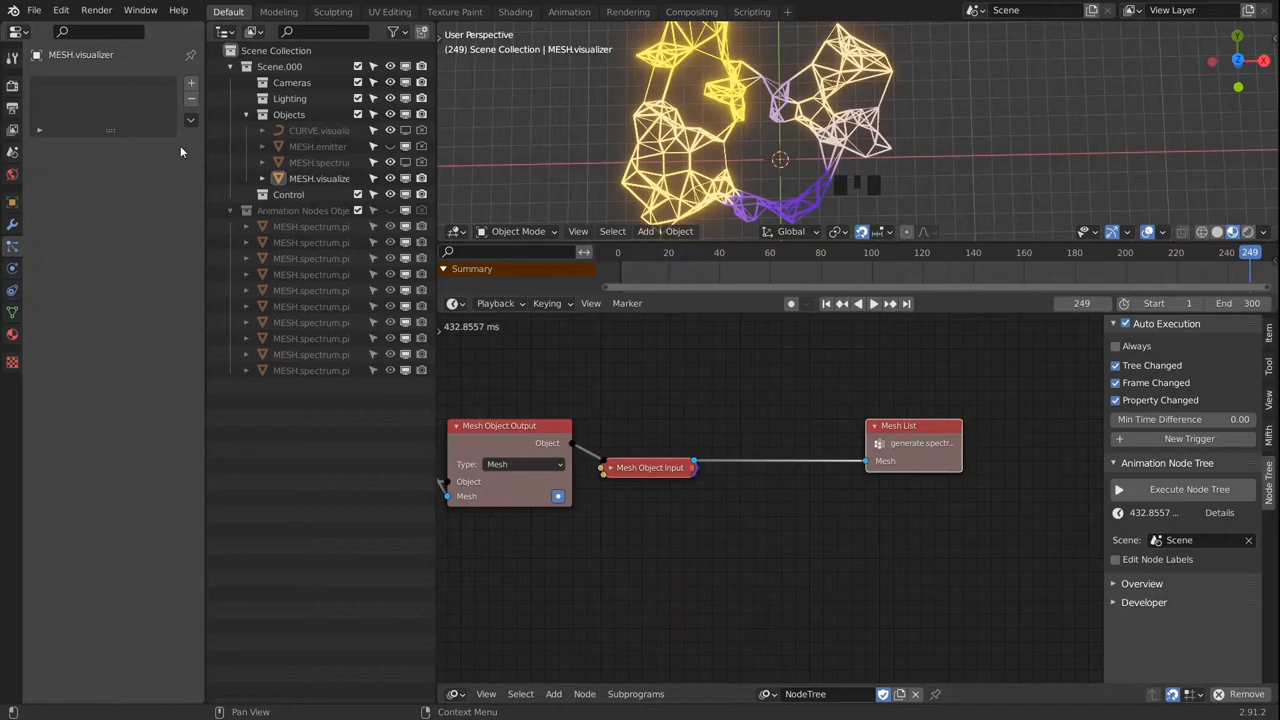 File Edit Render Window Help
Default Modeling Sculpting UV Editing Texture Paint Shading Animation Rendering Compositing Scripting +
Scene
View Layer
MESH.visualizer
Scene Collection
Scene.000
Cameras
Lighting
Objects
CURVE.visualiz
MESH.emitter
MESH.spectrum
MESH.visualize
Control
Animation Nodes Obje
MESH.spectrum.pi
MESH.spectrum.pi
MESH.spectrum.pi
MESH.spectrum.pi
MESH.spectrum.pi
MESH.spectrum.pi
MESH.spectrum.pi
MESH.spectrum.pi
MESH.spectrum.pi
MESH.spectrum.pi
User Perspective
(249) Scene Collection | MESH.visualizer
Y
X
Z
Object Mode View Select Add Object Global
0 20 40 60 80 100 120 140 160 180 200 220 249
Summary
Playback Keying View Marker 249 Start 1 End 300
432.8557 ms
Mesh Object Output
Object
Type: Mesh
Object
Mesh
Mesh Object Input
Mesh List
generate.spectr...
Mesh
Auto Execution
Always
Tree Changed
Frame Changed
Property Changed
Min Time Difference 0.00
New Trigger
Animation Node Tree
Execute Node Tree
432.8557 ... Details
Scene: Scene
Edit Node Labels
Overview
Developer
Item
Tool
View
Mith
Node Tree
View Select Add Node Subprograms NodeTree Remove
Pan View Context Menu 2.91.2